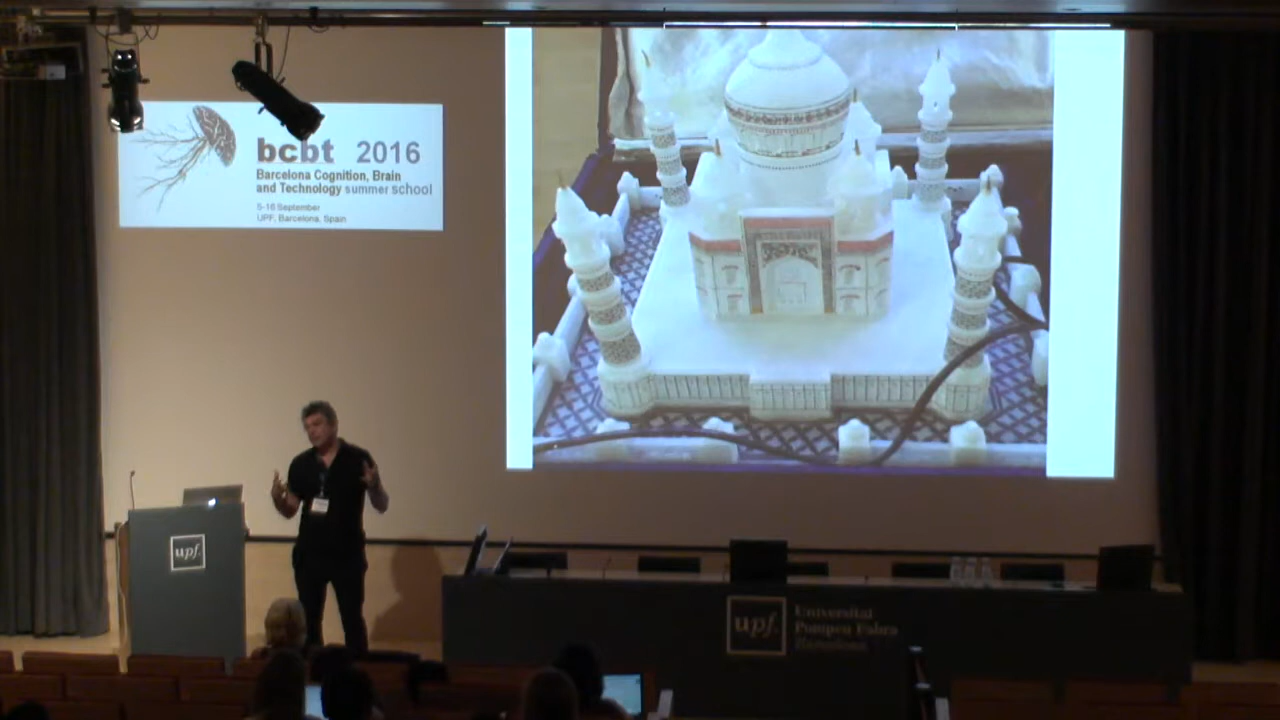 bcbt 2016
Barcelona Cognition, Brain
and Technology summer school
5-16 September
UPF, Barcelona, Spain
upf.
upf.
Universitat
Pompeu Fabra
Barcelona